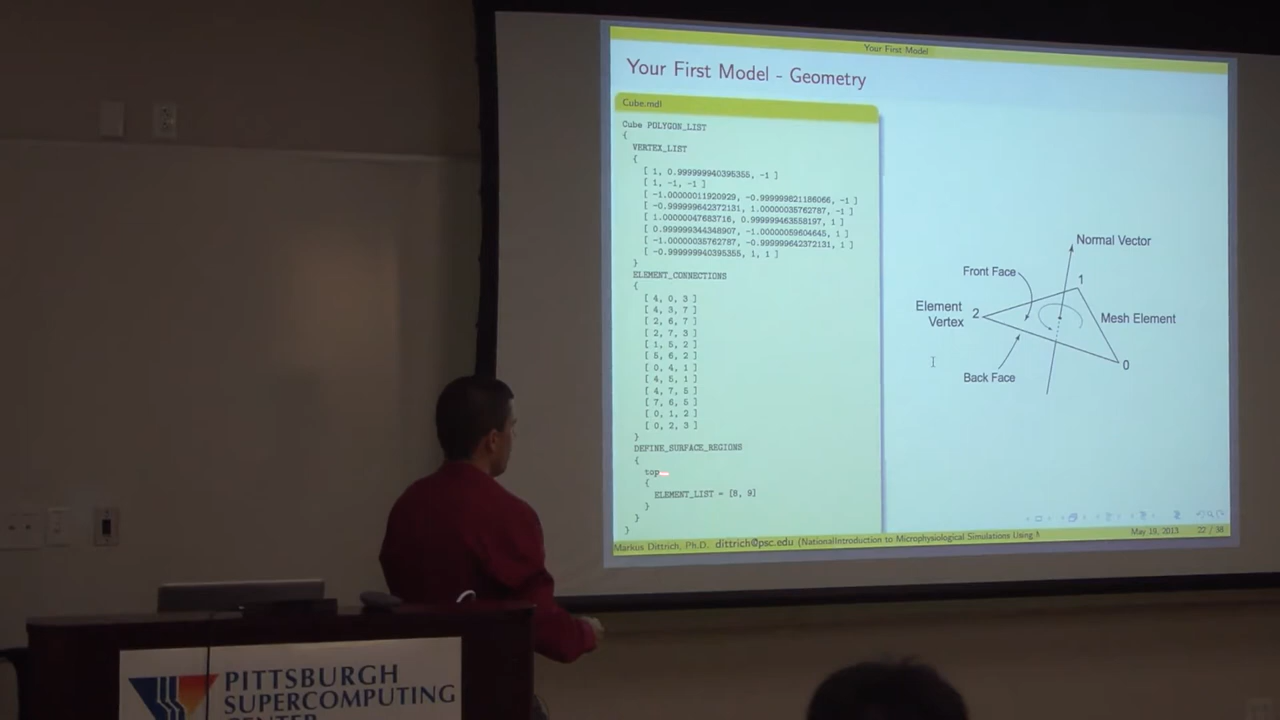 Your First Model
Your First Model - Geometry
Cube.mdl
Cube POLYGON_LIST
{
VERTEX_LIST
{
[ 1, 0.999999940395355, -1 ]
[ 1, -1, -1 ]
[ -1.00000011920929, -0.999999821186066, -1 ]
[ -0.999999642372131, 1.00000035762787, -1 ]
[ 1.00000047683716, 0.999999463558197, 1 ]
[ 0.999999344348907, -1.00000059604645, 1 ]
[ -1.00000035762787, -0.999999642372131, 1 ]
[ -0.999999940395355, 1, 1 ]
}
ELEMENT_CONNECTIONS
{
[ 4, 0, 3 ]
[ 4, 3, 7 ]
[ 2, 6, 7 ]
[ 2, 7, 3 ]
[ 1, 5, 2 ]
[ 5, 6, 2 ]
[ 0, 4, 1 ]
[ 4, 5, 1 ]
[ 4, 7, 5 ]
[ 7, 6, 5 ]
[ 0, 1, 2 ]
[ 0, 2, 3 ]
}
DEFINE_SURFACE_REGIONS
{
top
{
ELEMENT_LIST = [8, 9]
}
}
}
Normal Vector
Front Face
1
Element
Vertex
2
Mesh Element
0
Back Face
Markus Dittrich, Ph.D. dittrich@psc.edu (NationalIntroduction to Microphysiological Simulations Using M
May 19, 2013
22 / 38
PITTSBURGH
SUPERCOMPUTING
CENTER